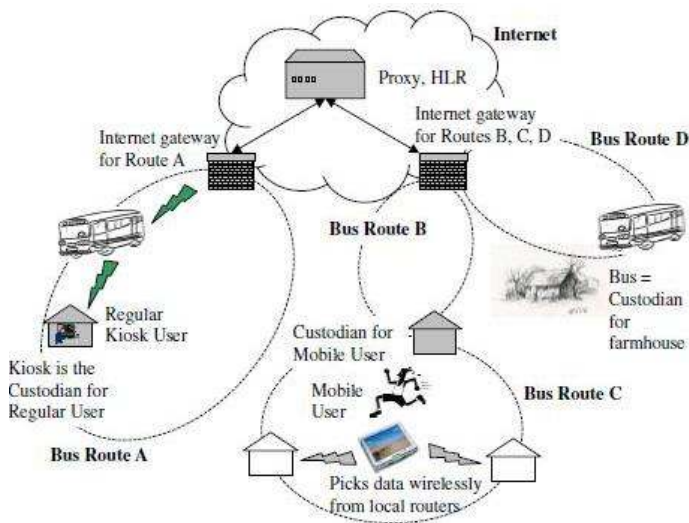 Internet
Proxy, HLR
Internet gateway
for Route A
Internet gateway
for Routes B, C, D
Bus Route D
Bus Route B
Bus =
Custodian
for
farmhouse
Regular
Kiosk User
Kiosk is the
Custodian for
Regular User
Custodian for
Mobile User
Mobile
User
Bus Route C
Bus Route A
Picks data wirelessly
from local routers